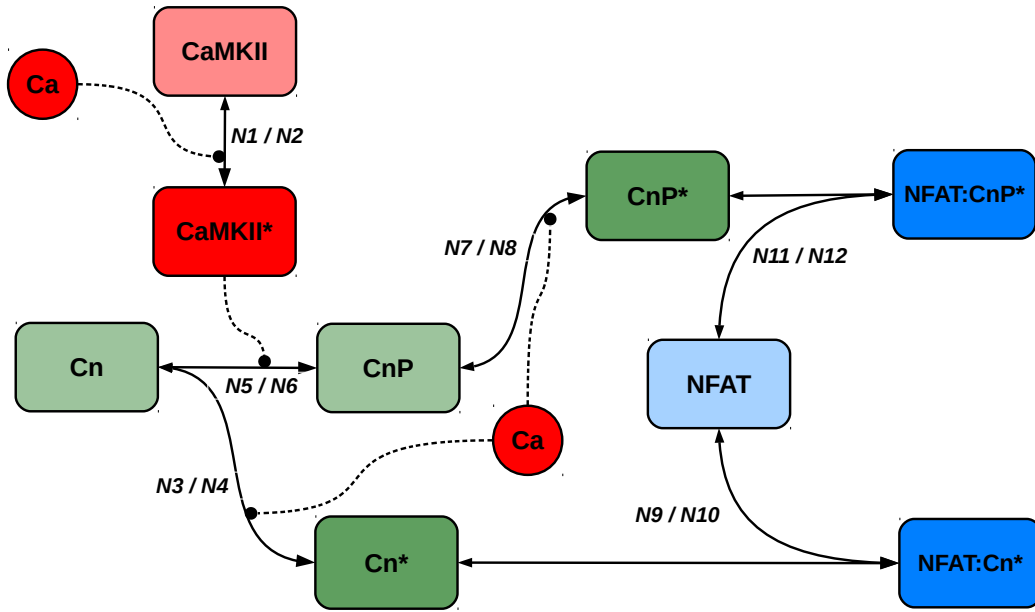 CaMKII
Ca
N1 / N2
CnP*
NFAT:CnP*
CaMKII*
N7 / N8
N11 / N12
Cn
CnP
NFAT
N5 / N6
Ca
N3 / N4
N9 / N10
Cn*
NFAT:Cn*